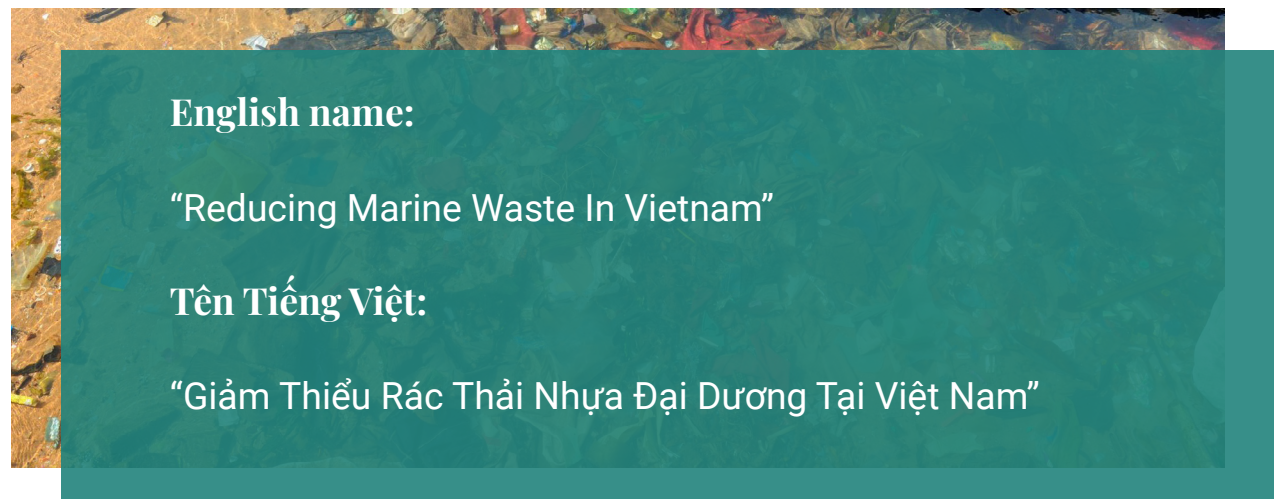 English name:
“Reducing Marine Waste In Vietnam”
Tên Tiếng Việt:
“Giảm Thiểu Rác Thải Nhựa Đại Dương Tại Việt Nam”